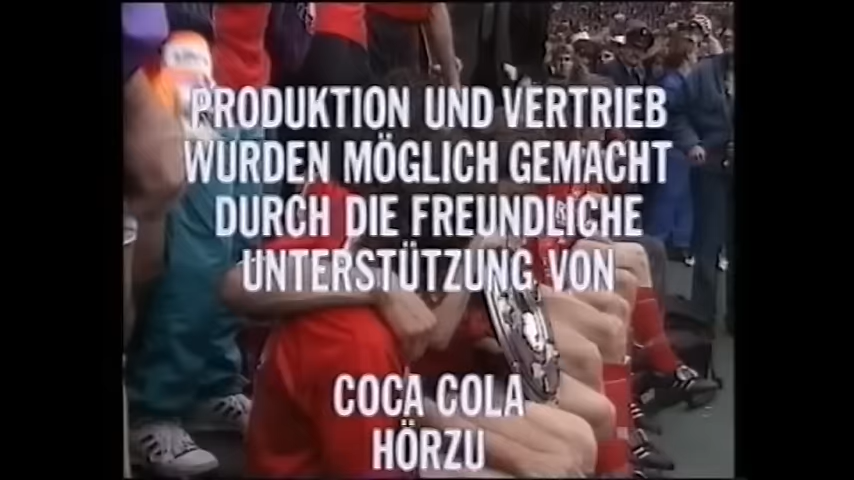 PRODUKTION UND VERTRIEB
WURDEN MÖGLICH GEMACHT
DURCH DIE FREUNDLICHE
UNTERSTÜTZUNG VON
COCA COLA
HÖRZU